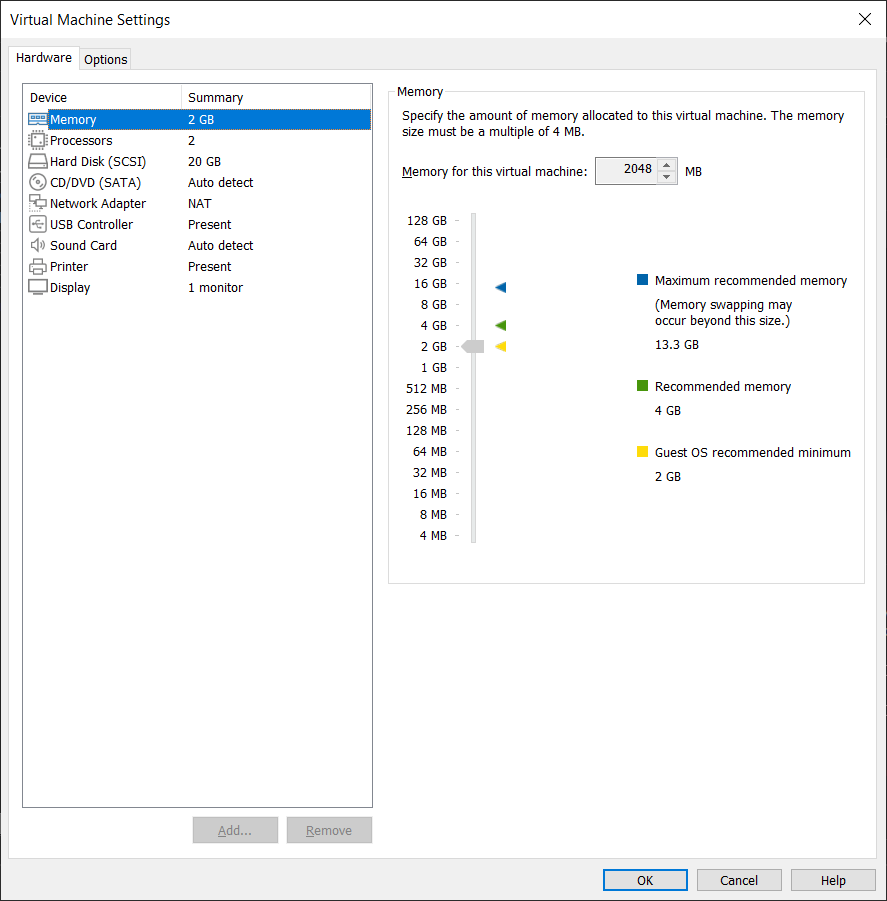 Virtual Machine Settings
Hardware
Options
Device Summary
Memory 2 GB
Processors 2
Hard Disk (SCSI) 20 GB
CD/DVD (SATA) Auto detect
Network Adapter NAT
USB Controller Present
Sound Card Auto detect
Printer Present
Display 1 monitor
Add...
Remove
Memory
Specify the amount of memory allocated to this virtual machine. The memory
size must be a multiple of 4 MB.
Memory for this virtual machine: 2048 MB
128 GB
64 GB
32 GB
16 GB
8 GB
4 GB
2 GB
1 GB
512 MB
256 MB
128 MB
64 MB
32 MB
16 MB
8 MB
4 MB
Maximum recommended memory
(Memory swapping may
occur beyond this size.)
13.3 GB
Recommended memory
4 GB
Guest OS recommended minimum
2 GB
OK
Cancel
Help